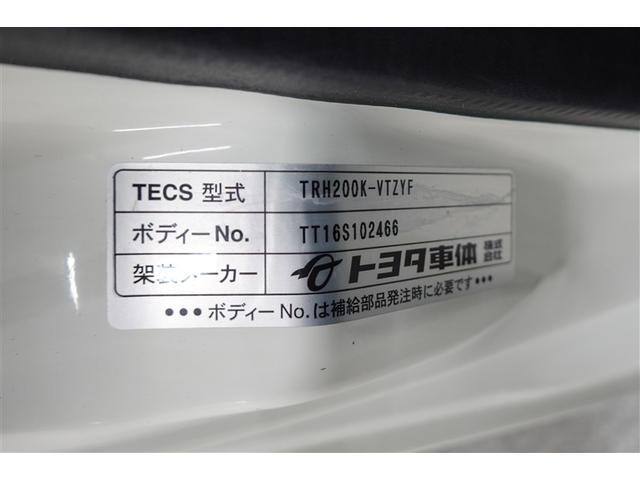 TECS 型式 TRH200K-VTZYF
ボディーNo. TT16S102466
架装メーカー トヨタ車体 株式会社
●●●ボディーNo.は補給部品発注時に必要です●●●